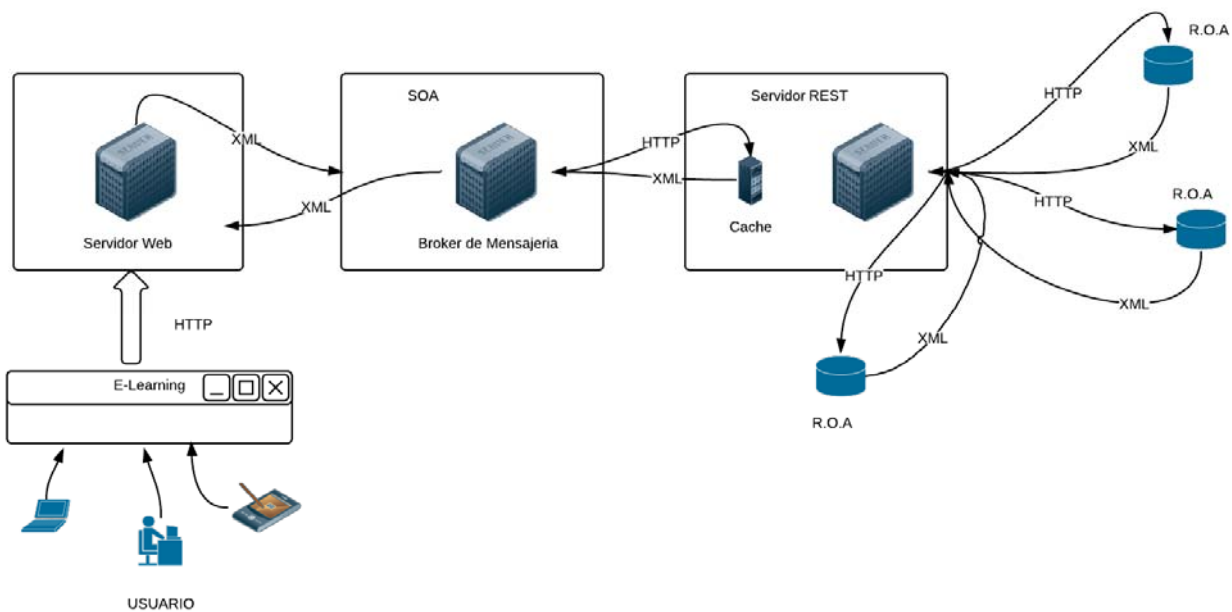 R.O.A
SOA
Servidor REST
HTTP
XML
HTTP
XML
XML
R.O.A
XML
XML
HTTP
Cache
Servidor Web
Broker de Mensajeria
HTTP
XML
HTTP
XML
E-Learning
R.O.A
USUARIO